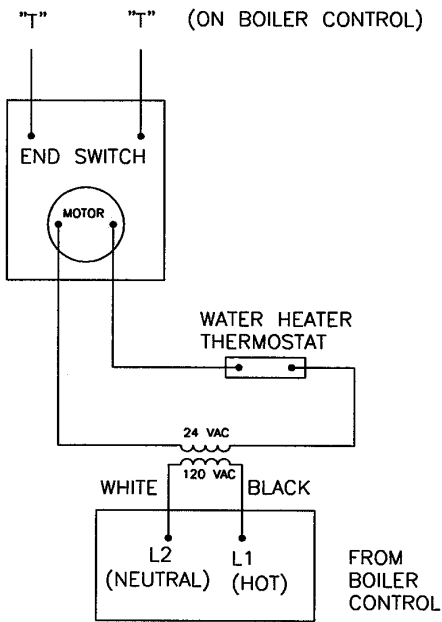 "T" "T" (ON BOILER CONTROL)
END SWITCH
MOTOR
WATER HEATER
THERMOSTAT
24 VAC
120 VAC
WHITE BLACK
L2 L1
(NEUTRAL) (HOT)
FROM
BOILER
CONTROL